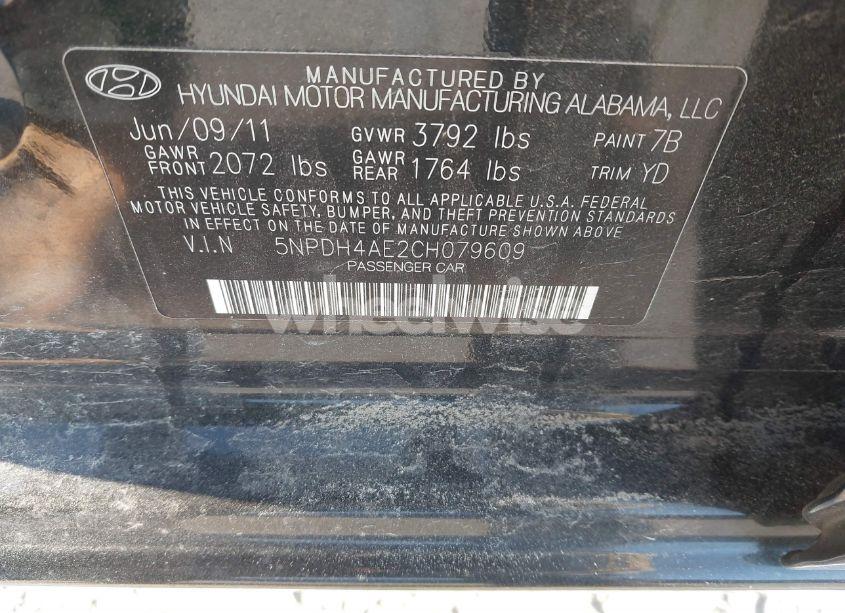 MANUFACTURED BY
HYUNDAI MOTOR MANUFACTURING ALABAMA, LLC
Jun/09/11 GVWR 3792 lbs PAINT 7B
GAWR FRONT 2072 lbs GAWR REAR 1764 lbs TRIM YD
THIS VEHICLE CONFORMS TO ALL APPLICABLE U.S.A. FEDERAL
MOTOR VEHICLE SAFETY, BUMPER, AND THEFT PREVENTION STANDARDS
IN EFFECT ON THE DATE OF MANUFACTURE SHOWN ABOVE
V.I.N 5NPDH4AE2CH079609
PASSENGER CAR
wheelwise